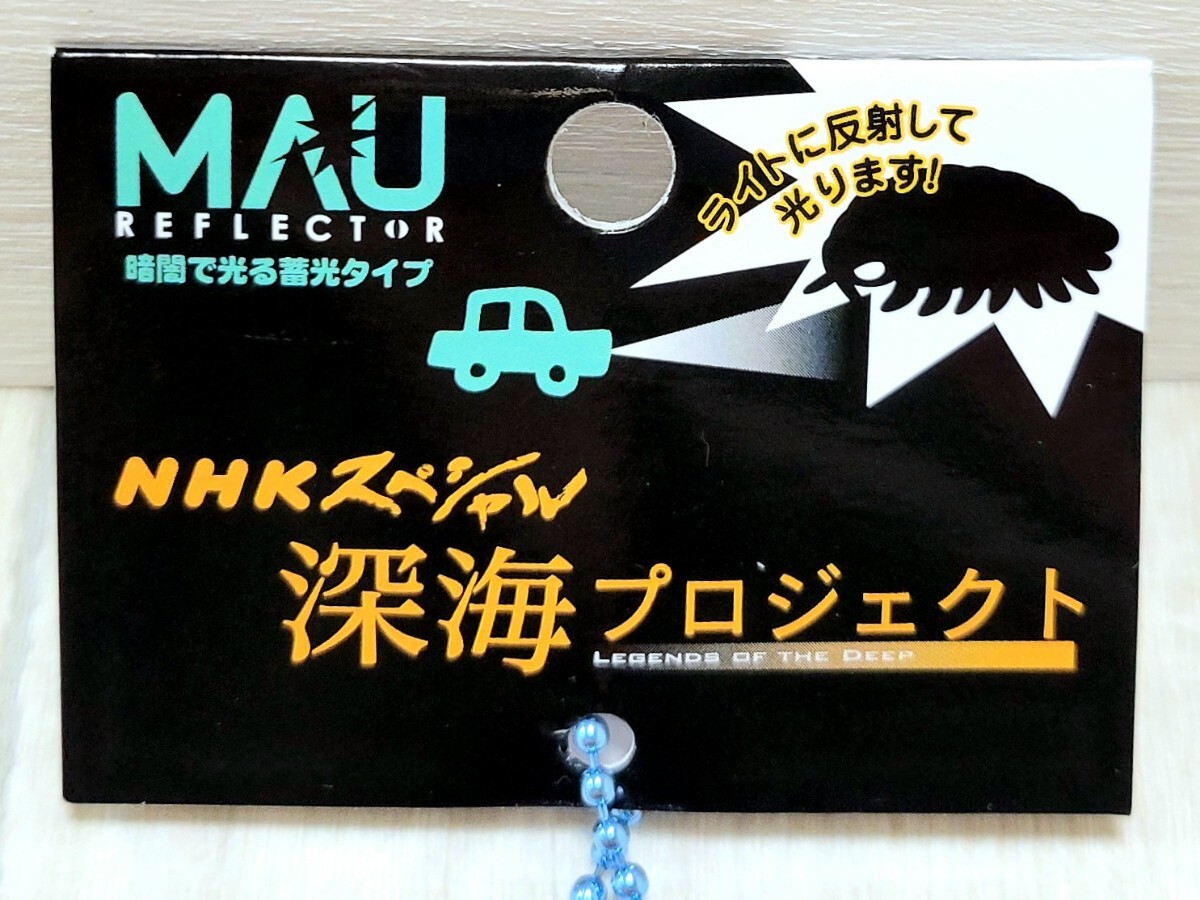 MAU
REFLECTOR
暗闇で光る蓄光タイプ
ライトに反射して
光ります!
NHKスペシャル
深海プロジェクト
LEGENDS OF THE DEEP